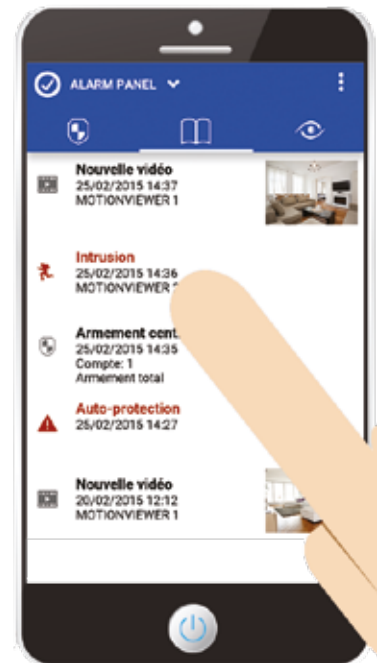 ALARM PANEL
Nouvelle vidéo
25/02/2015 14:37
MOTIONVIEWER 1
Intrusion
25/02/2015 14:36
MOTIONVIEWER
Armement cent.
25/02/2015 14:35
Compte: 1
Armement total
Auto-protection
25/02/2015 14:27
Nouvelle vidéo
20/02/2015 12:12
MOTIONVIEWER 1